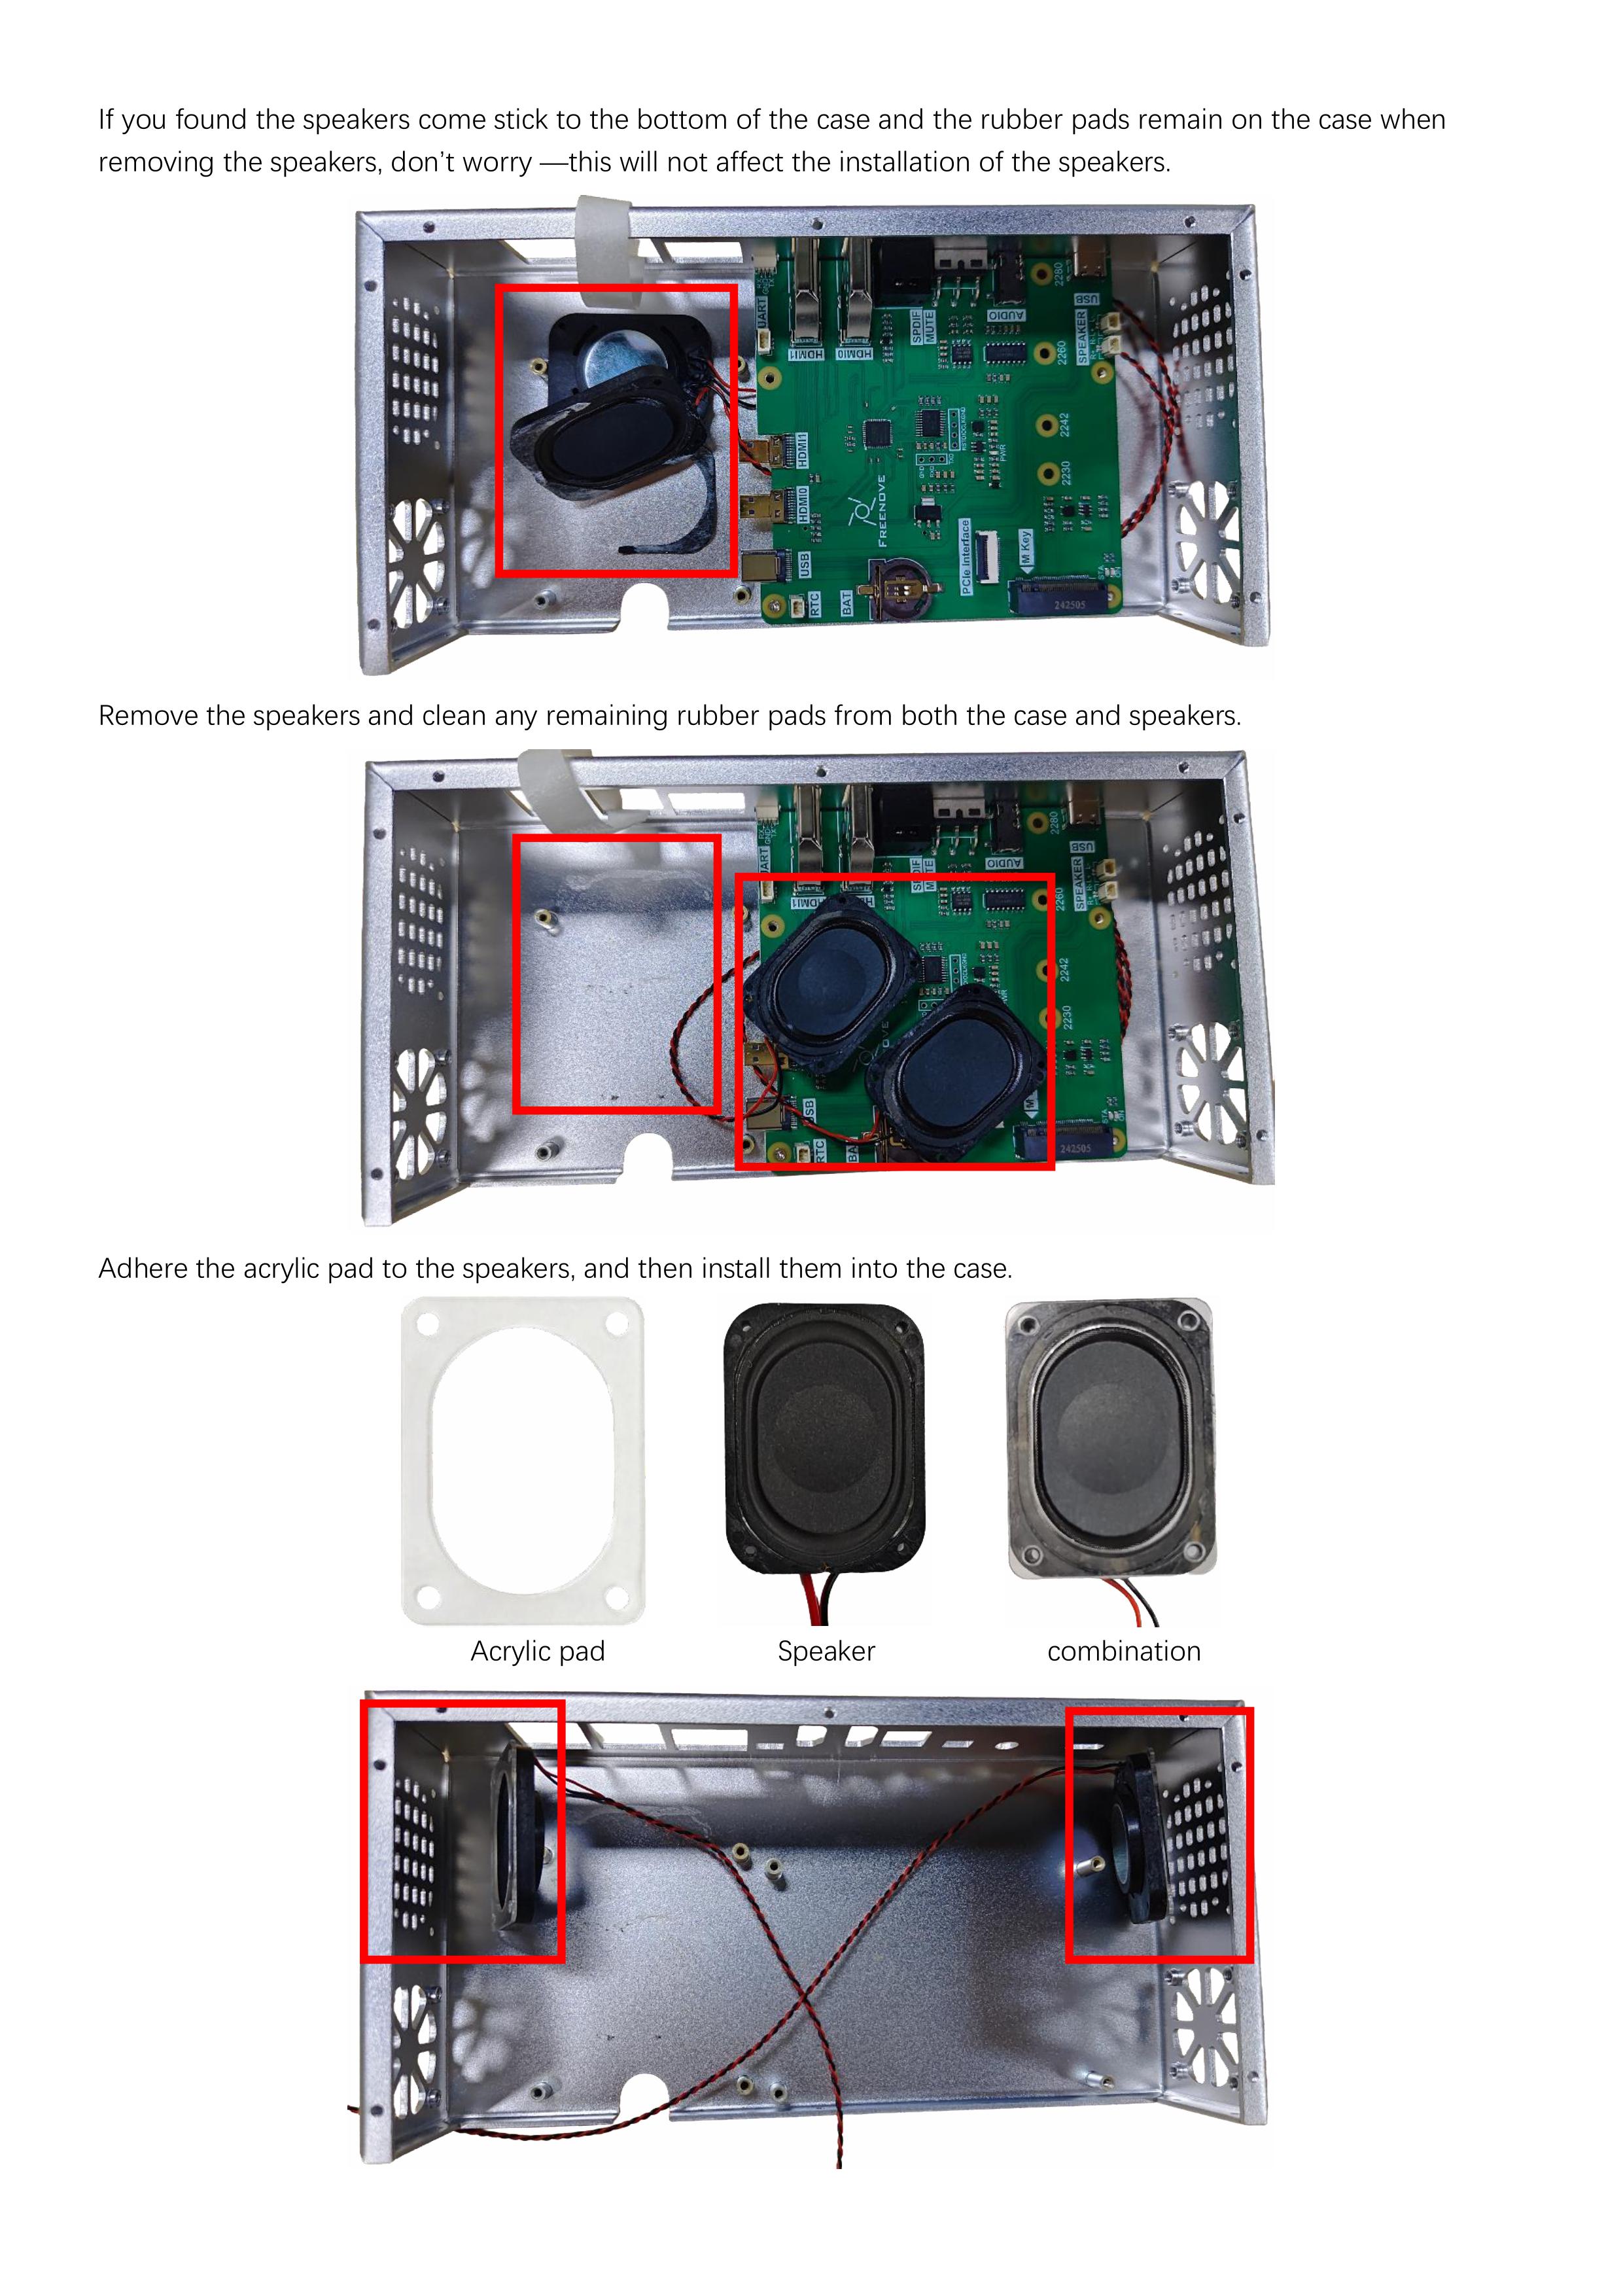 If you found the speakers come stick to the bottom of the case and the rubber pads remain on the case when
removing the speakers, don't worry —this will not affect the installation of the speakers.
UART
HDMI1
HDMI0
SPDIF
MUTE
AUDIO
2280
USB
SPEAKER
2260
2242
2230
HDMI1
HDMI0
USB
FREENOVE
PCIe Interface
M Key
PWR
RTC
BAT
242505
Remove the speakers and clean any remaining rubber pads from both the case and speakers.
2280
USB
AUDIO
SPEAKER
2260
2242
2230
RTC
242505
Adhere the acrylic pad to the speakers, and then install them into the case.
Acrylic pad
Speaker
combination